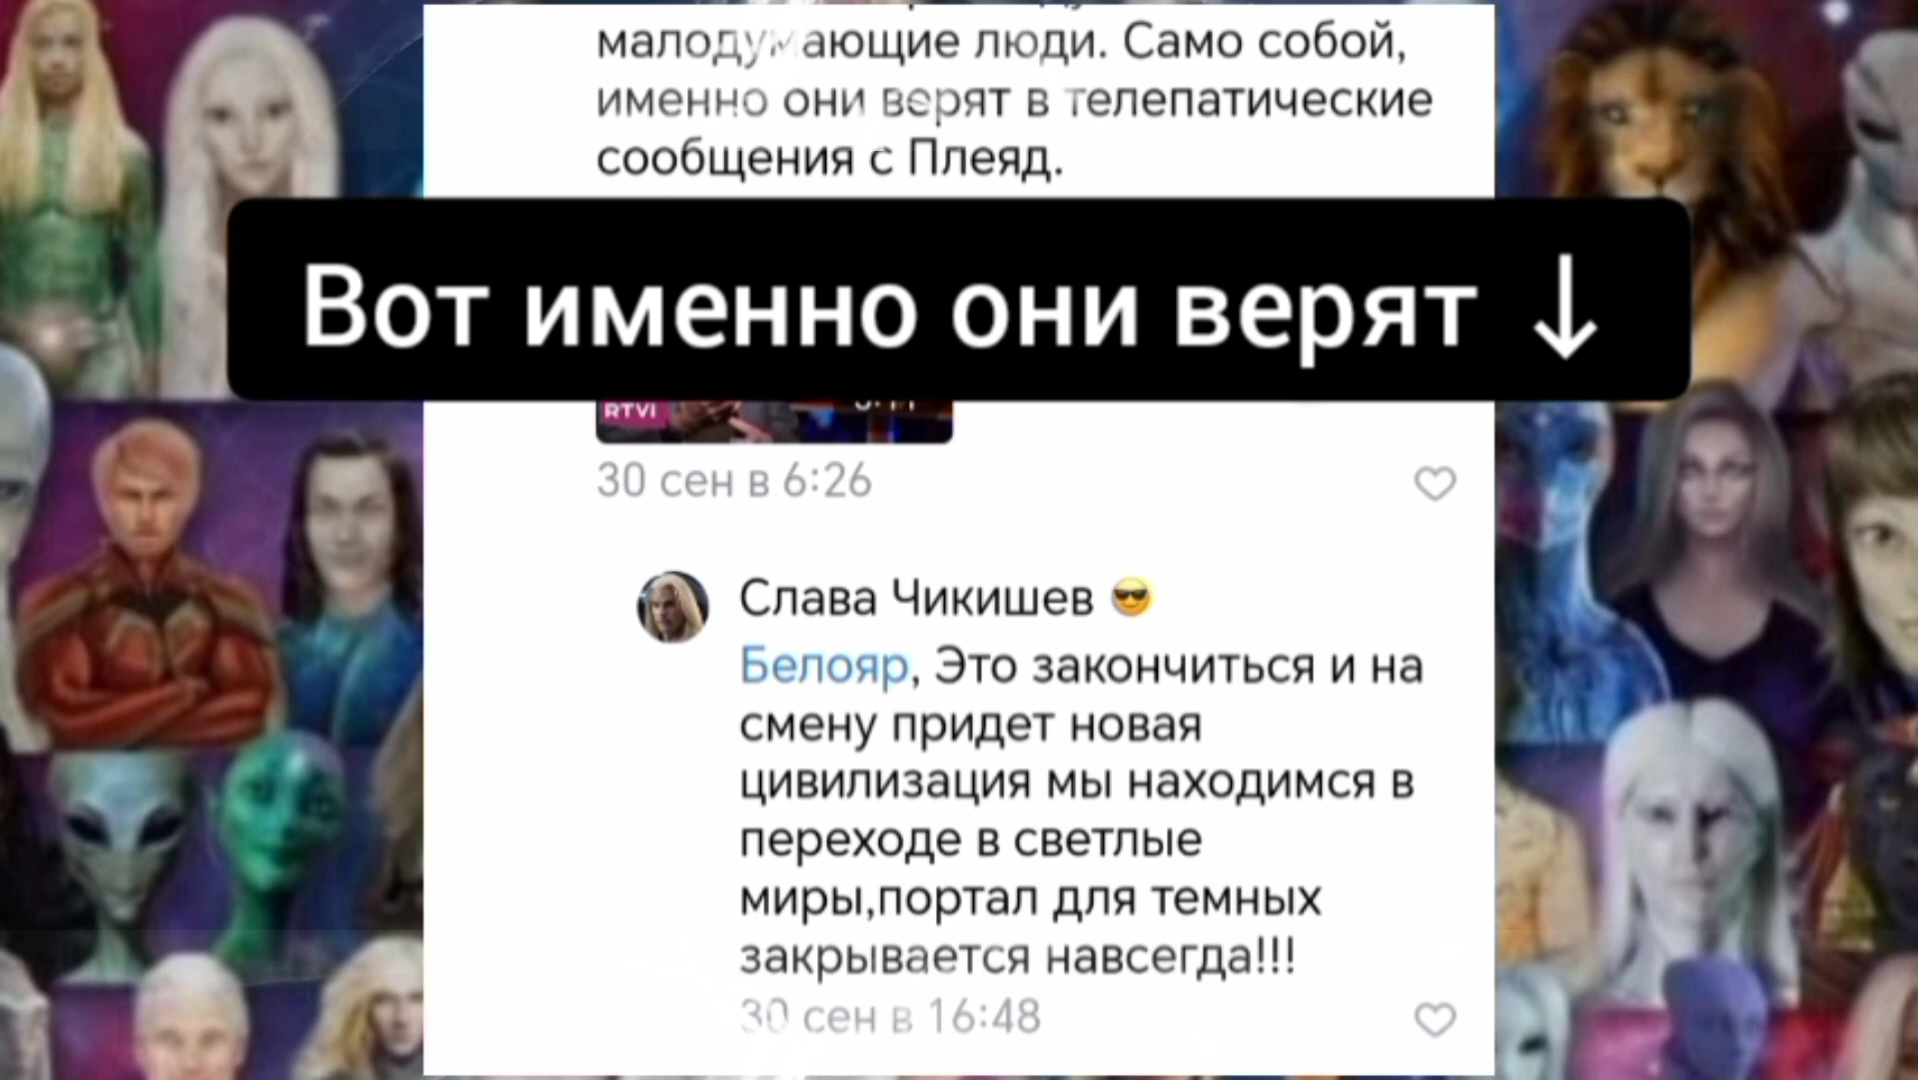 малодумающие люди. Само собой,
именно они верят в телепатические
сообщения с Плеяд.
Вот именно они верят ↓
RTVI
30 сен в 6:26
Слава Чикишев 😎
Белояр, Это закончиться и на
смену придет новая
цивилизация мы находимся в
переходе в светлые
миры,портал для темных
закрывается навсегда!!!
30 сен в 16:48